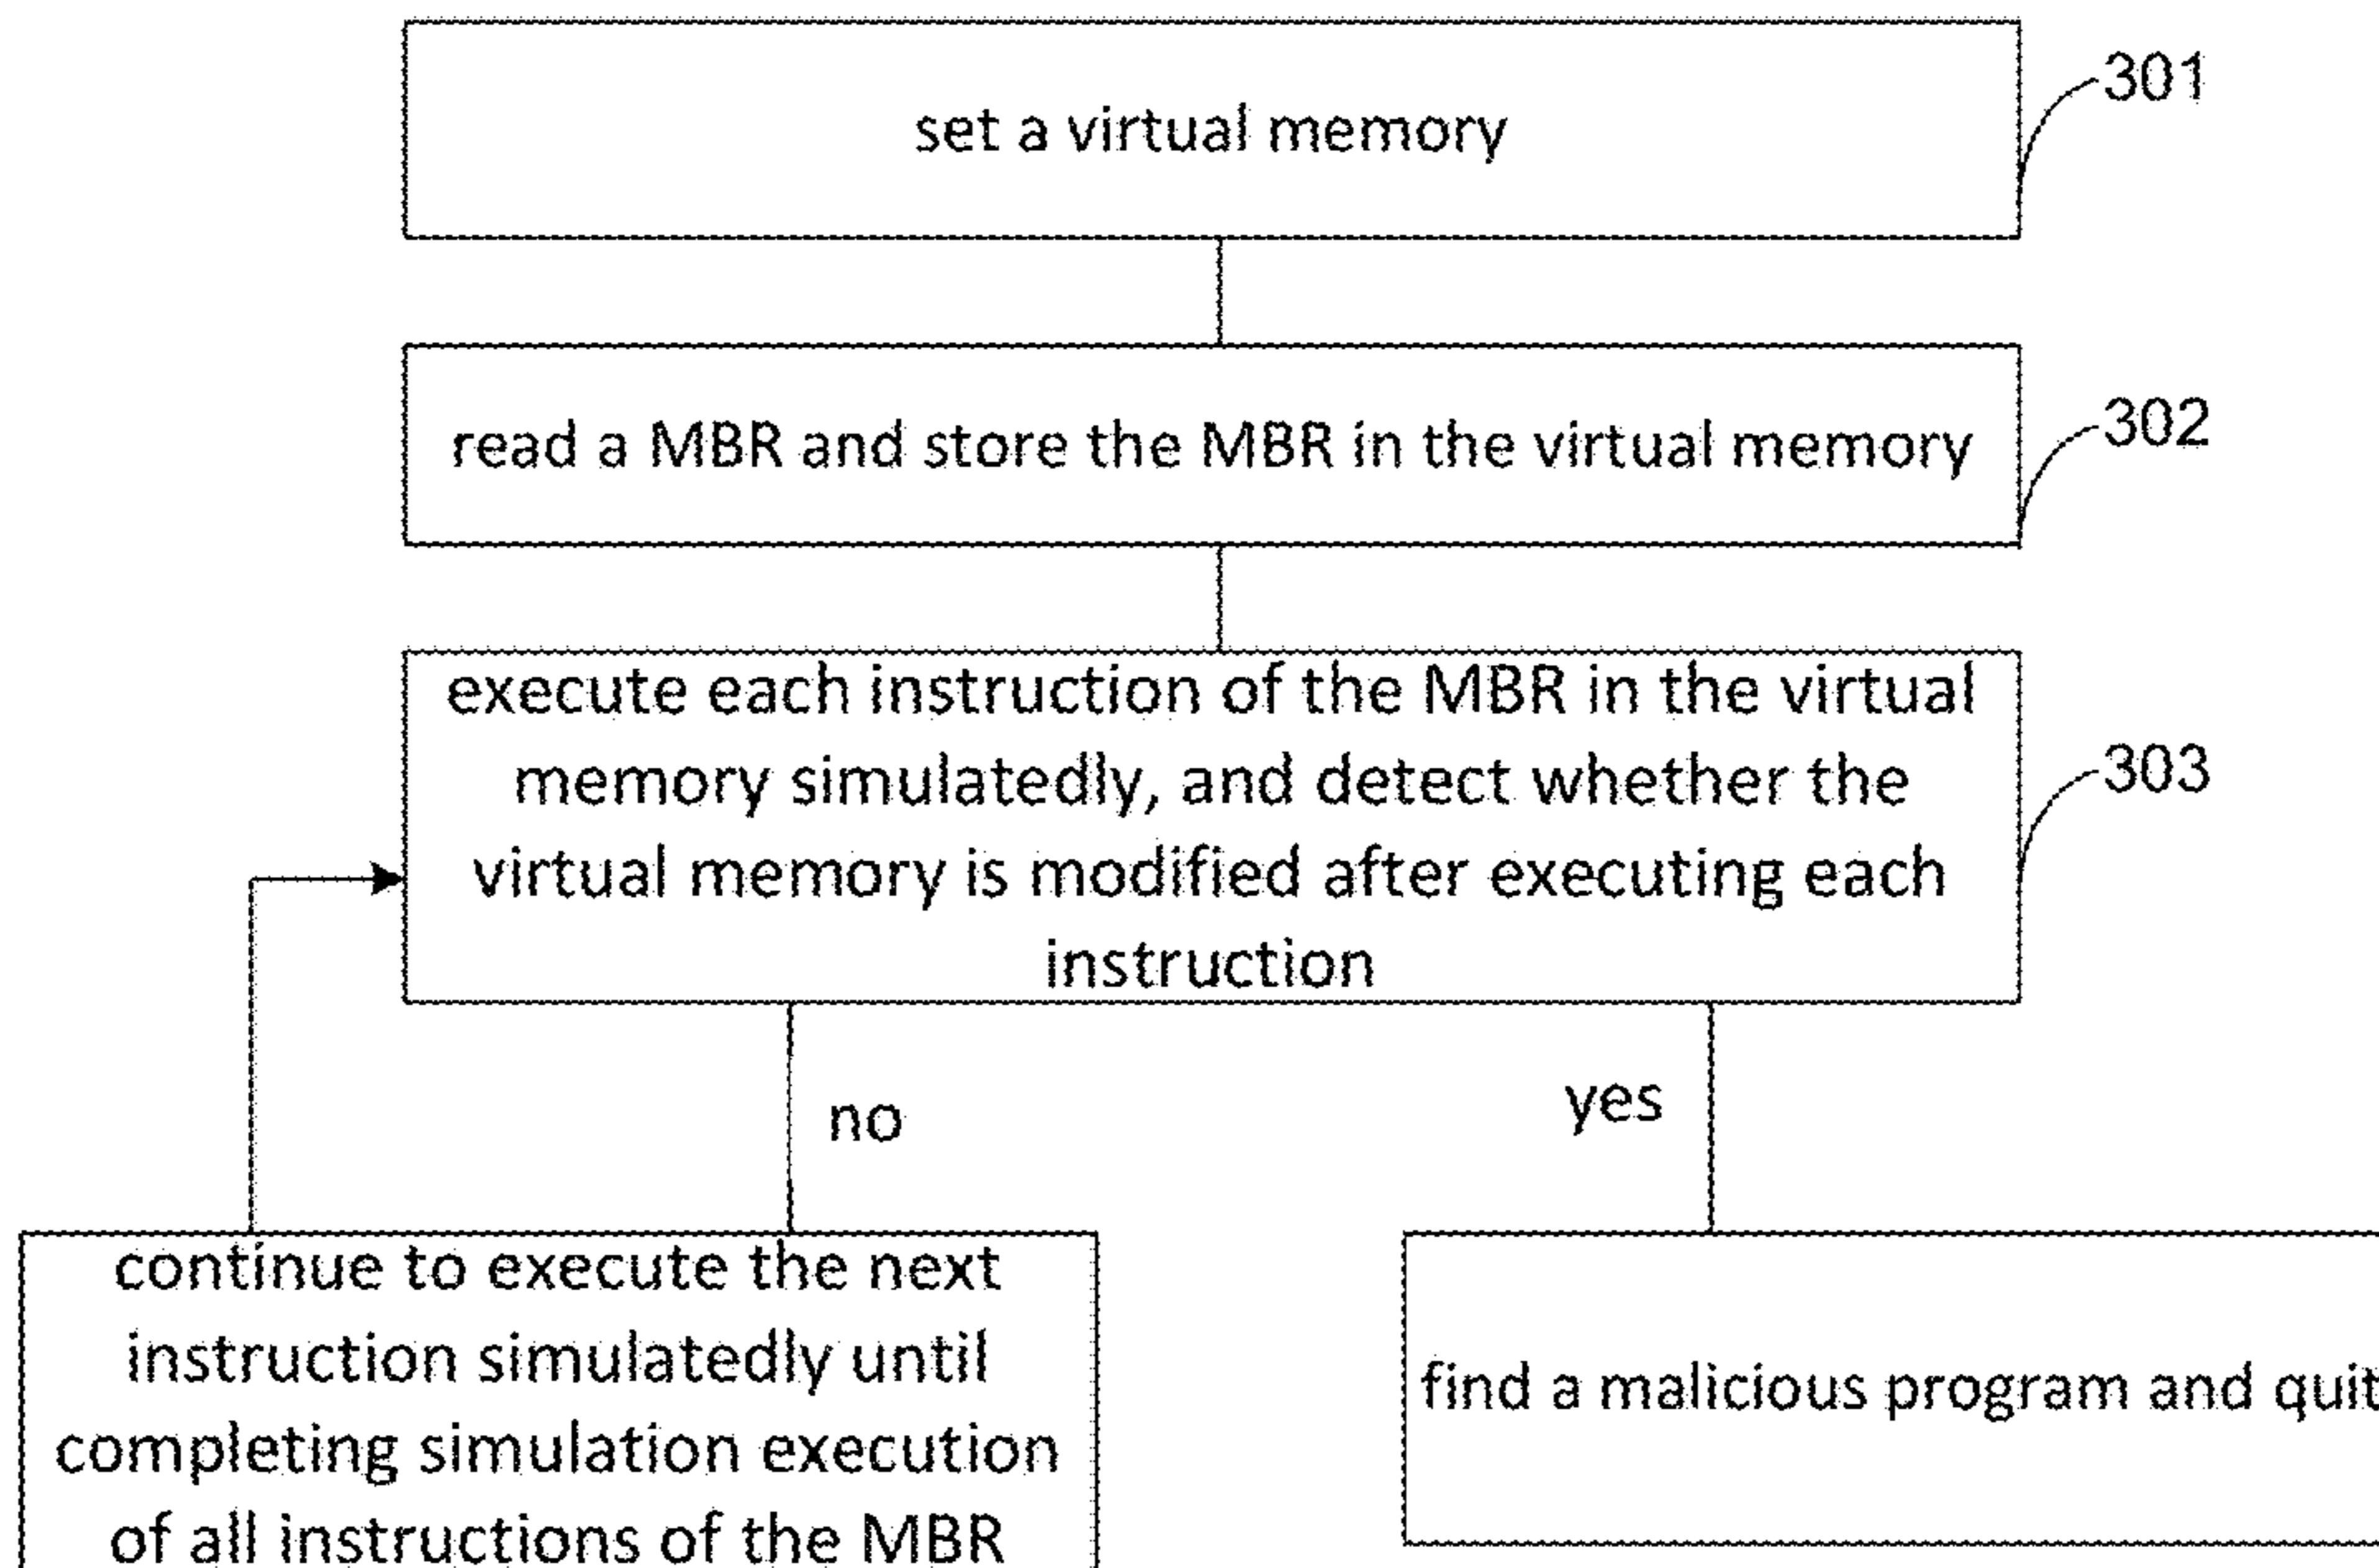 set a virtual memory
301
read a MBR and store the MBR in the virtual memory
302
execute each instruction of the MBR in the virtual
memory simulatedly, and detect whether the
virtual memory is modified after executing each
instruction
303
no
yes
continue to execute the next
instruction simulatedly until
completing simulation execution
of all instructions of the MBR
find a malicious program and quit